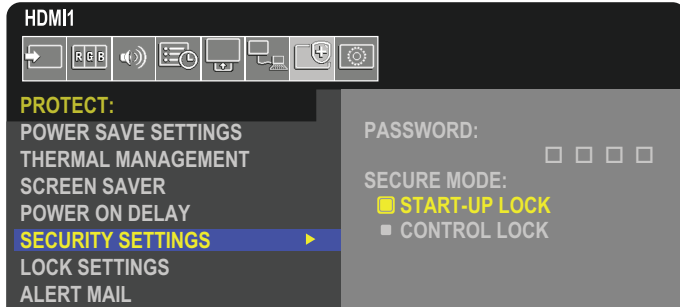 HDMI1
RGB
PROTECT:
POWER SAVE SETTINGS
THERMAL MANAGEMENT
SCREEN SAVER
POWER ON DELAY
SECURITY SETTINGS
LOCK SETTINGS
ALERT MAIL
PASSWORD:
SECURE MODE:
START-UP LOCK
CONTROL LOCK